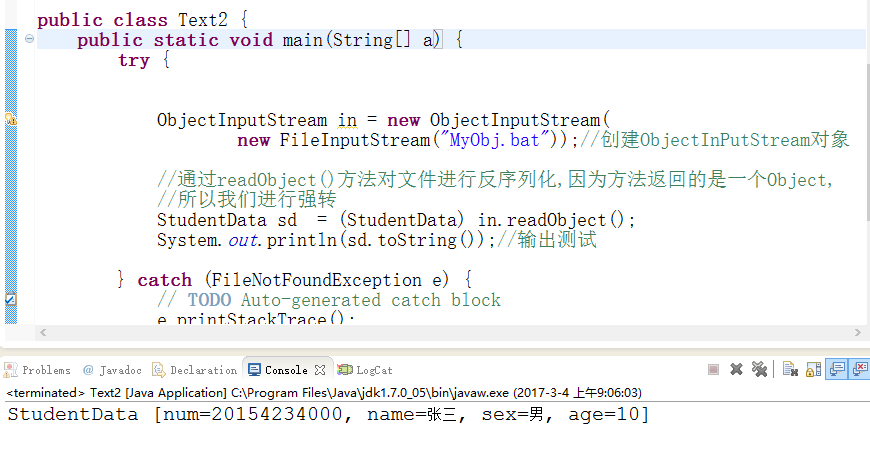 public class Text2 {
public static void main(String[] a) {
try {
ObjectInputStream in = new ObjectInputStream(
new FileInputStream("MyObj.bat"));//创建ObjectInPutStream对象
//通过readObject()方法对文件进行反序列化,因为方法返回的是一个Object,
//所以我们进行强转
StudentData sd  = (StudentData) in.readObject();
System.out.println(sd.toString());//输出测试
} catch (FileNotFoundException e) {
// TODO Auto-generated catch block
e.printStackTrace();
Problems @ Javadoc Declaration Console LogCat
<terminated> Text2 [Java Application] C:\Program Files\Java\jdk1.7.0_05\bin\javaw.exe (2017-3-4 上午9:06:03)
StudentData [num=20154234000, name=张三, sex=男, age=10]